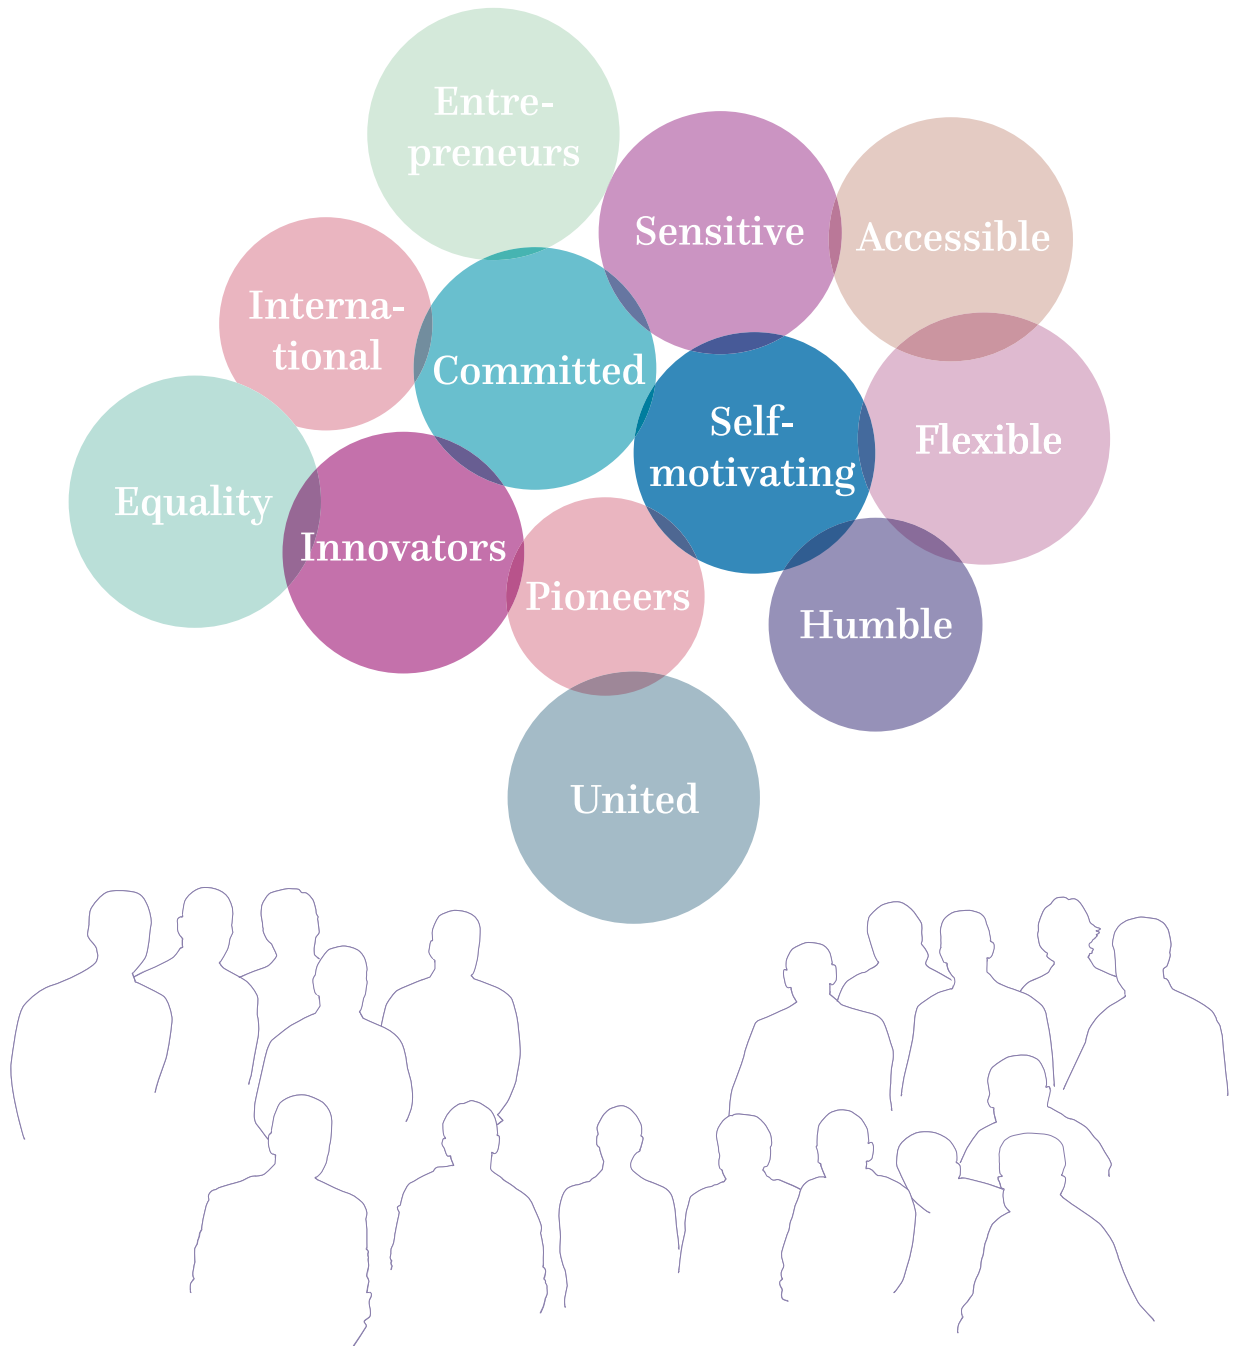 Entre-
preneurs
Sensitive
Accessible
Interna-
tional
Committed
Self-
motivating
Flexible
Equality
Innovators
Pioneers
Humble
United